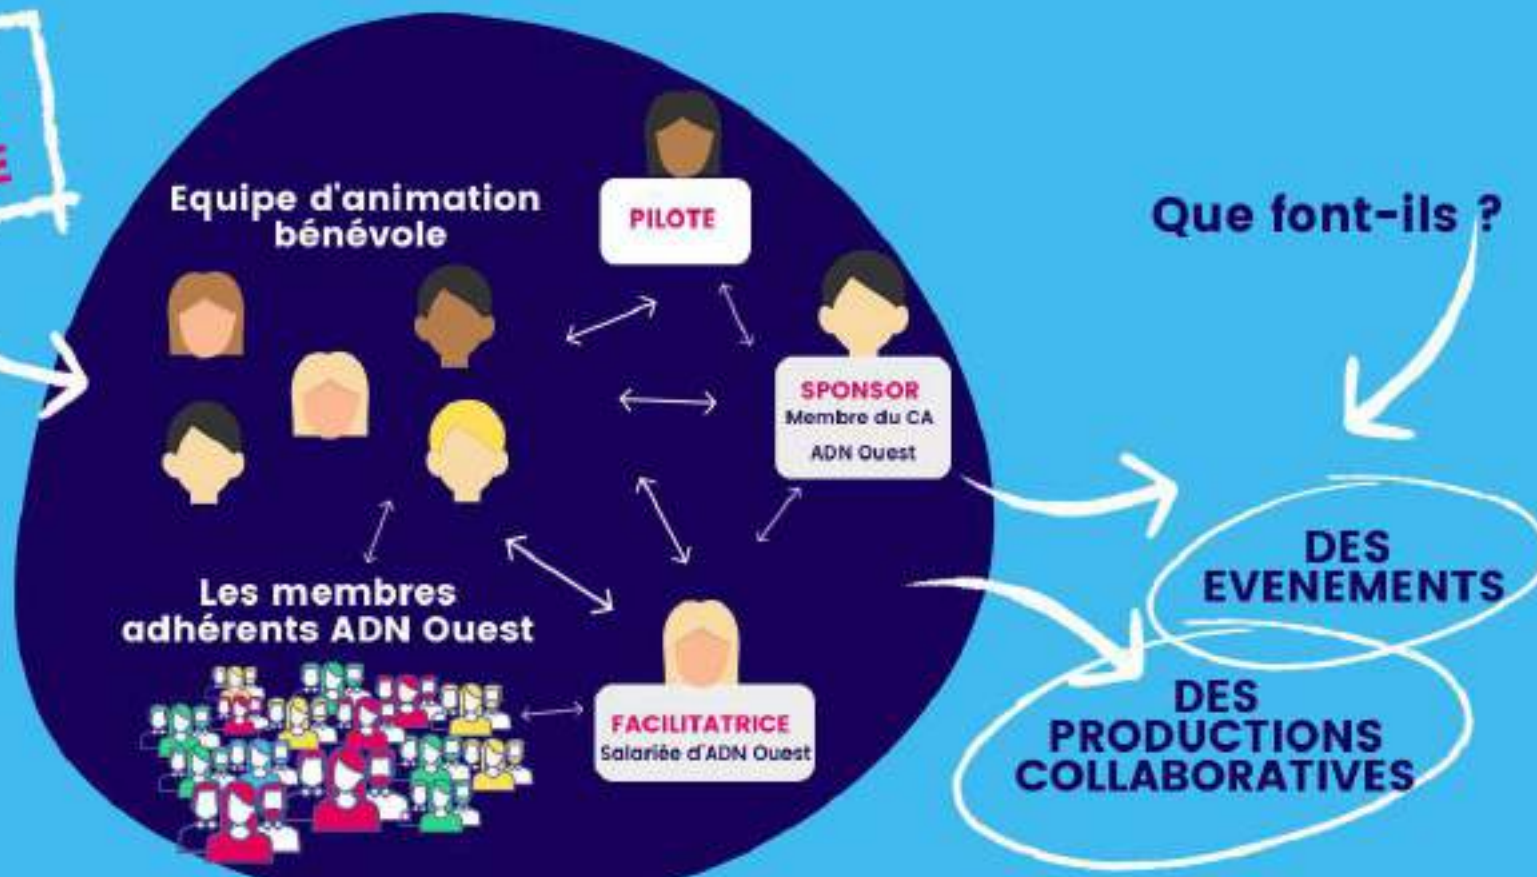 E
Equipe d'animation
bénévole
PILOTE
SPONSOR
Membre du CA
ADN Ouest
Les membres
adhérents ADN Ouest
FACILITATRICE
Salariée d'ADN Ouest
Que font-ils ?
DES
EVENEMENTS
DES
PRODUCTIONS
COLLABORATIVES